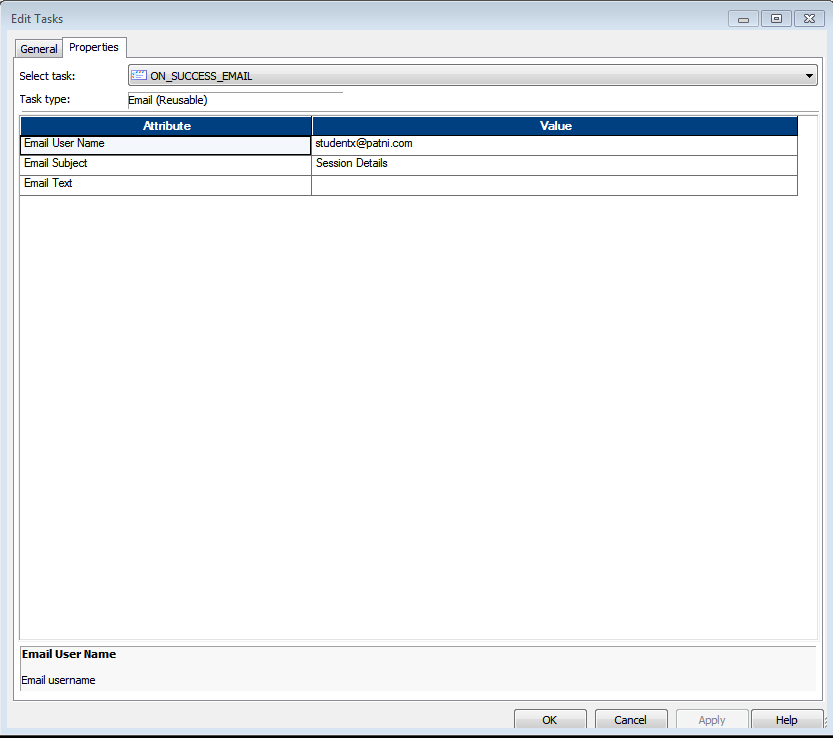 Edit Tasks
General Properties
Select task: ON_SUCCESS_EMAIL
Task type: Email (Reusable)
Attribute Value
Email User Name studentx@patni.com
Email Subject Session Details
Email Text
Email User Name
Email username
OK Cancel Apply Help